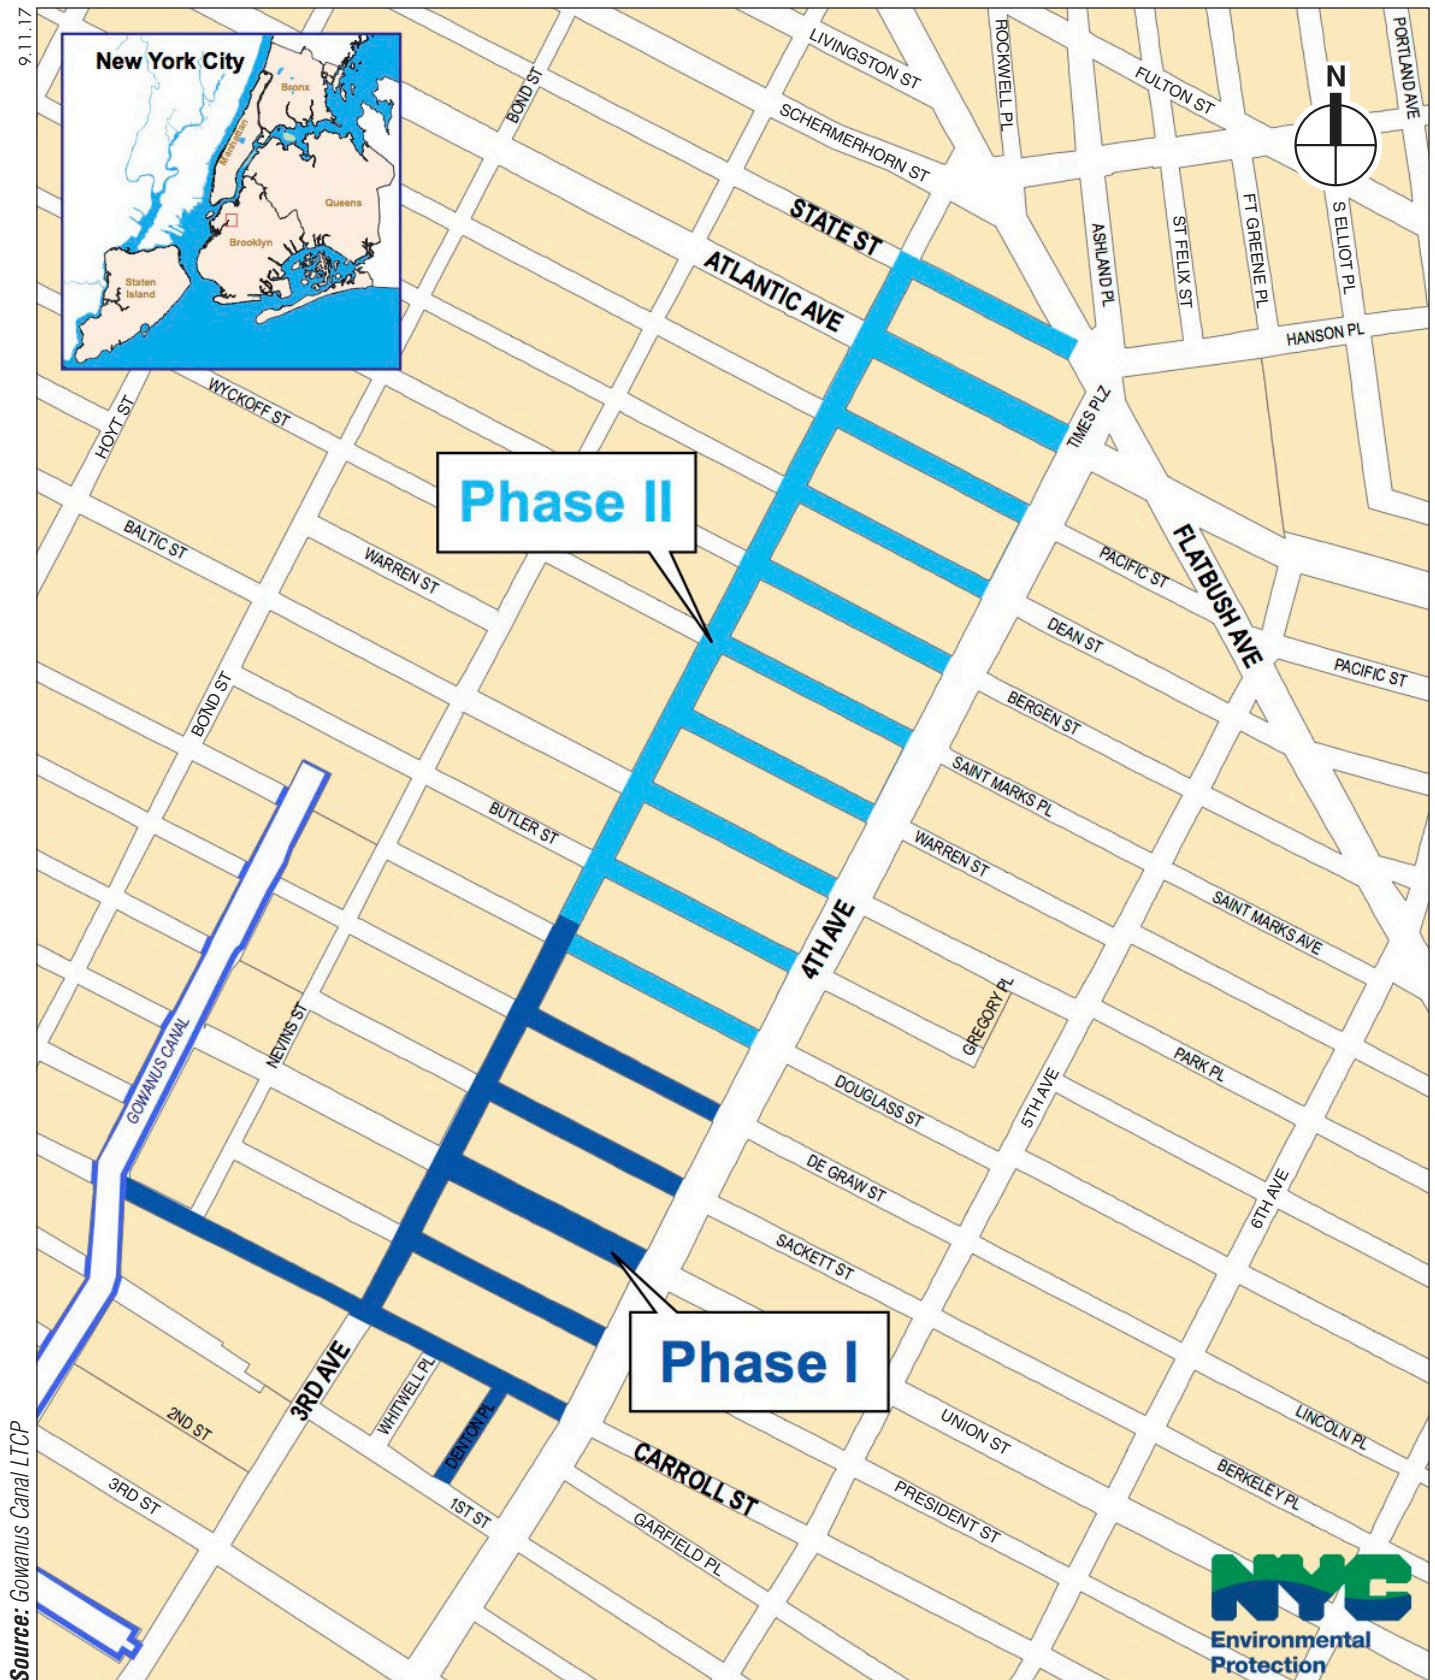 9.11.17
New York City
Bronx
Manhattan
Queens
Brooklyn
Staten
Island
LIVINGSTON ST
ROCKWELL PL
FULTON ST
PORTLAND AVE
N
BOND ST
SCHERMERHORN ST
STATE ST
ATLANTIC AVE
ASHLAND PL
ST FELIX ST
FT GREENE PL
S ELLIOT PL
HANSON PL
TIMES PLZ
WYCKOFF ST
HOYT ST
Phase II
BALTIC ST
WARREN ST
PACIFIC ST
FLATBUSH AVE
DEAN ST
PACIFIC ST
BERGEN ST
BOND ST
SAINT MARKS PL
BUTLER ST
WARREN ST
SAINT MARKS AVE
4TH AVE
GREGORY PL
GOWANUS CANAL
NEVINS ST
PARK PL
DOUGLASS ST
5TH AVE
DE GRAW ST
6TH AVE
SACKETT ST
Phase I
3RD AVE
WHITWELL PL
DENTON PL
2ND ST
UNION ST
LINCOLN PL
CARROLL ST
BERKELEY PL
3RD ST
1ST ST
PRESIDENT ST
GARFIELD PL
NYC
Environmental
Protection
Source: Gowanus Canal LTCP